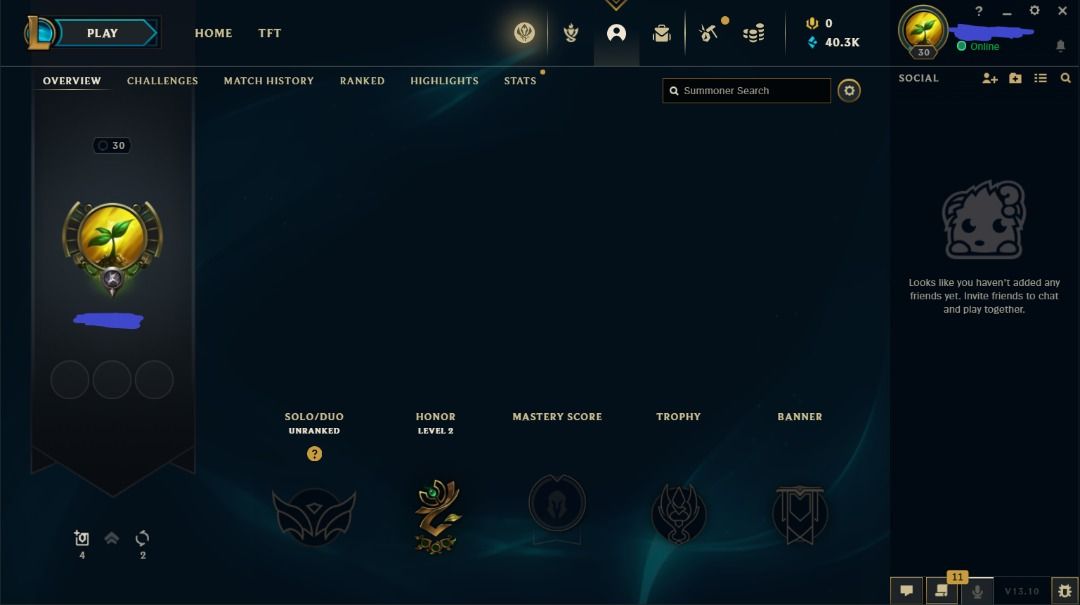 PLAY
HOME
TFT
0
40.3K
?
30
Online
OVERVIEW
CHALLENGES
MATCH HISTORY
RANKED
HIGHLIGHTS
STATS
Summoner Search
SOCIAL
30
Looks like you haven't added any
friends yet. Invite friends to chat
and play together.
SOLO/DUO
UNRANKED
?
HONOR
LEVEL 2
MASTERY SCORE
TROPHY
BANNER
4
2
11
V13.10